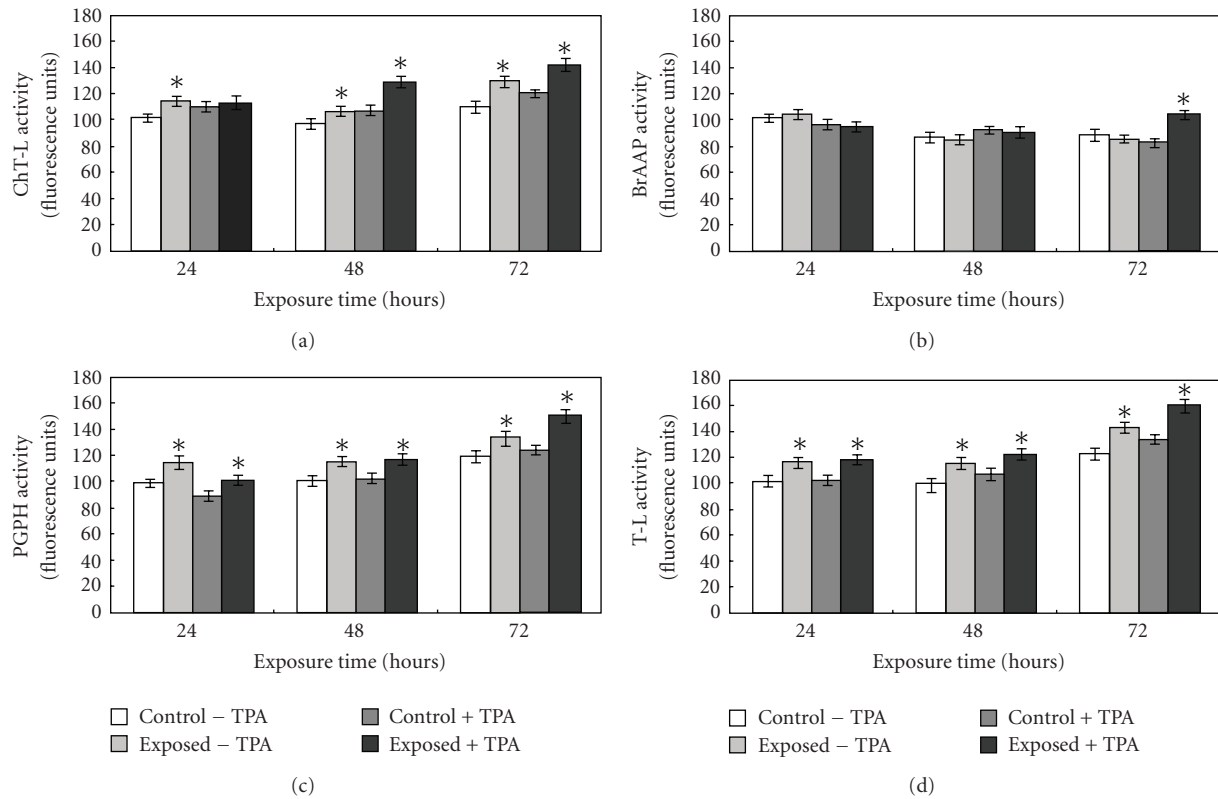 180
160
140
120
100
80
60
40
20
0
ChT-L activity
(fluorescence units)
* * * * *
24 48 72
Exposure time (hours)
(a)
180
160
140
120
100
80
60
40
20
0
BrAAP activity
(fluorescence units)
*
24 48 72
Exposure time (hours)
(b)
180
160
140
120
100
80
60
40
20
0
PGPH activity
(fluorescence units)
* * * * * *
24 48 72
Exposure time (hours)
Control − TPA Control + TPA
Exposed − TPA Exposed + TPA
(c)
180
160
140
120
100
80
60
40
20
0
T-L activity
(fluorescence units)
* * * * * *
24 48 72
Exposure time (hours)
Control − TPA Control + TPA
Exposed − TPA Exposed + TPA
(d)